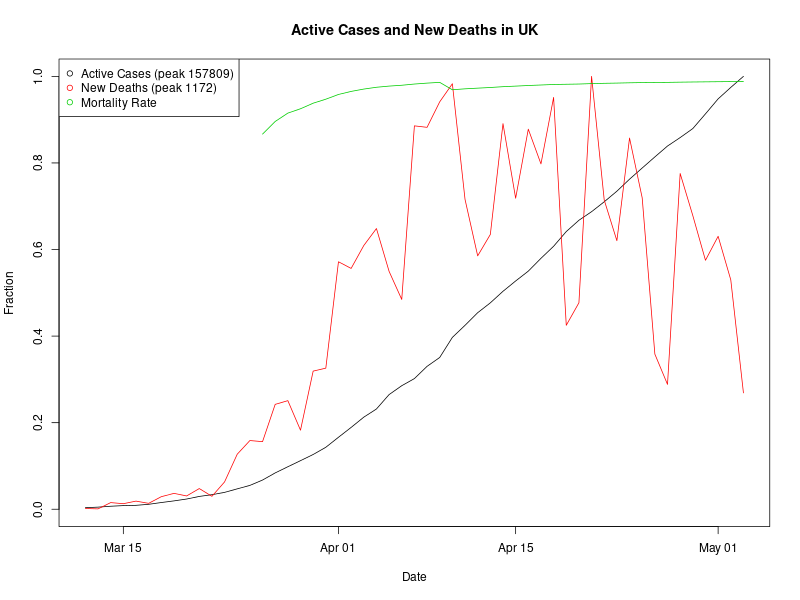 Active Cases and New Deaths in UK
Active Cases (peak 157809)
New Deaths (peak 1172)
Mortality Rate
1.0
0.8
0.6
0.4
0.2
0.0
Fraction
Mar 15
Apr 01
Apr 15
May 01
Date